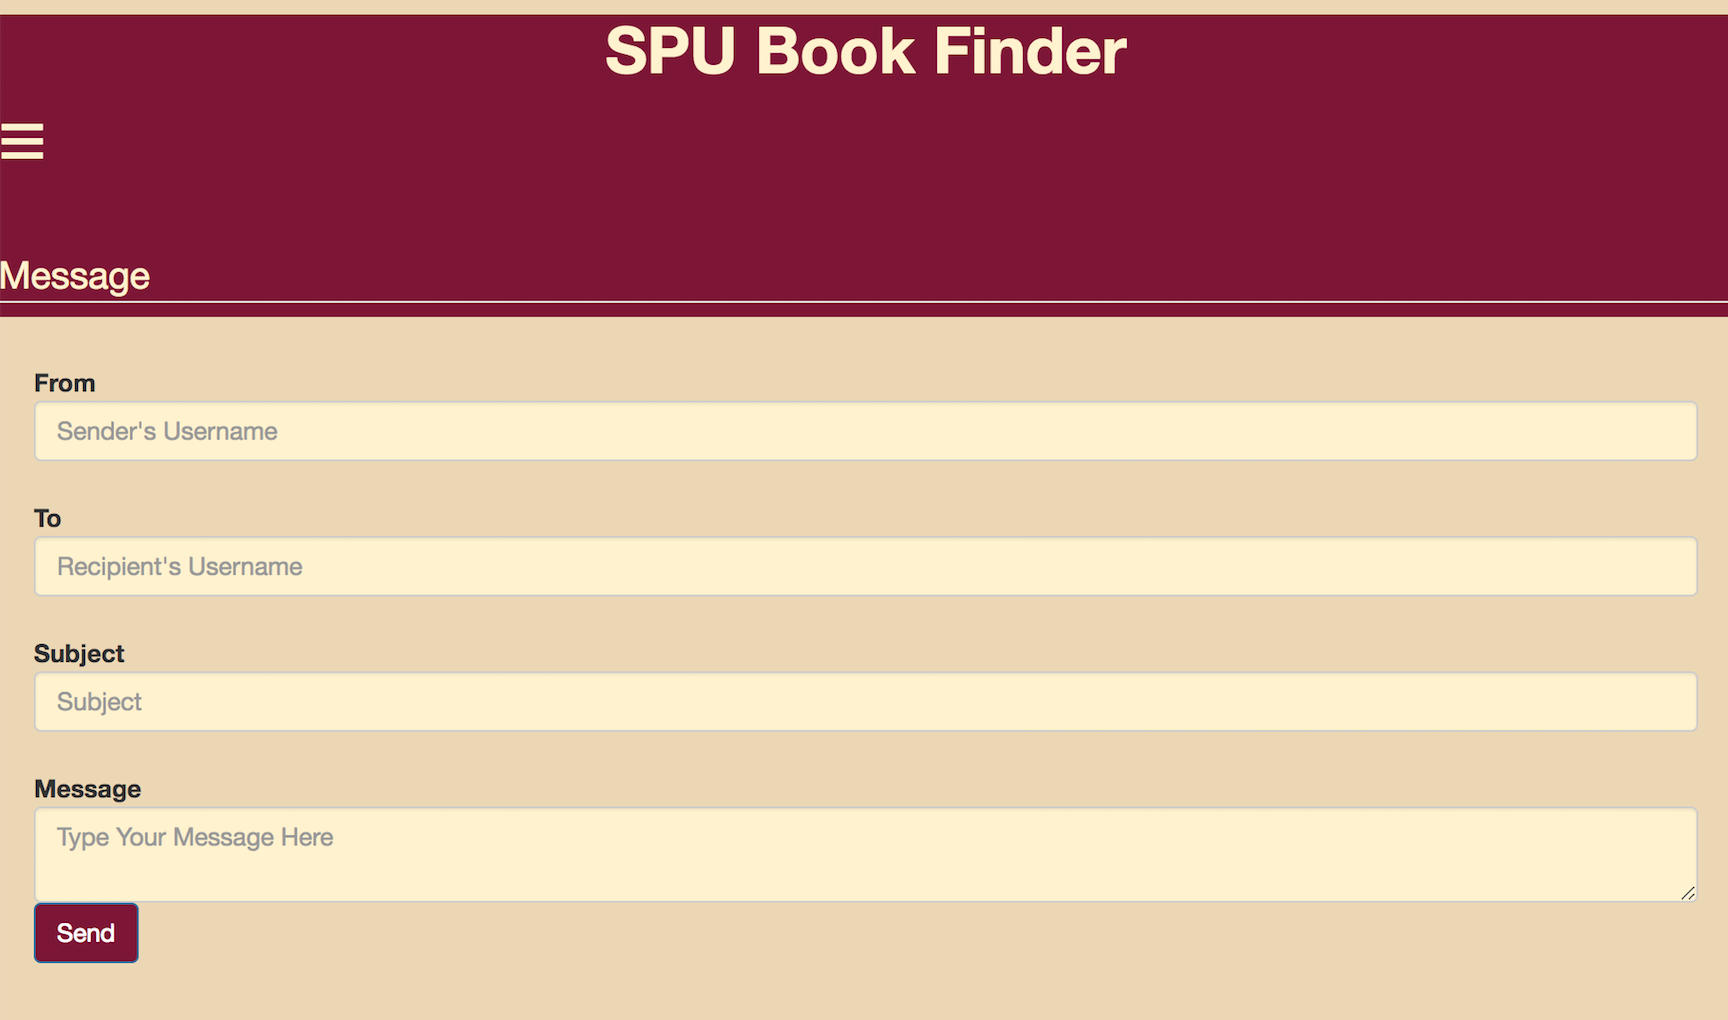 SPU Book Finder
Message
From
Sender's Username
To
Recipient's Username
Subject
Subject
Message
Type Your Message Here
Send